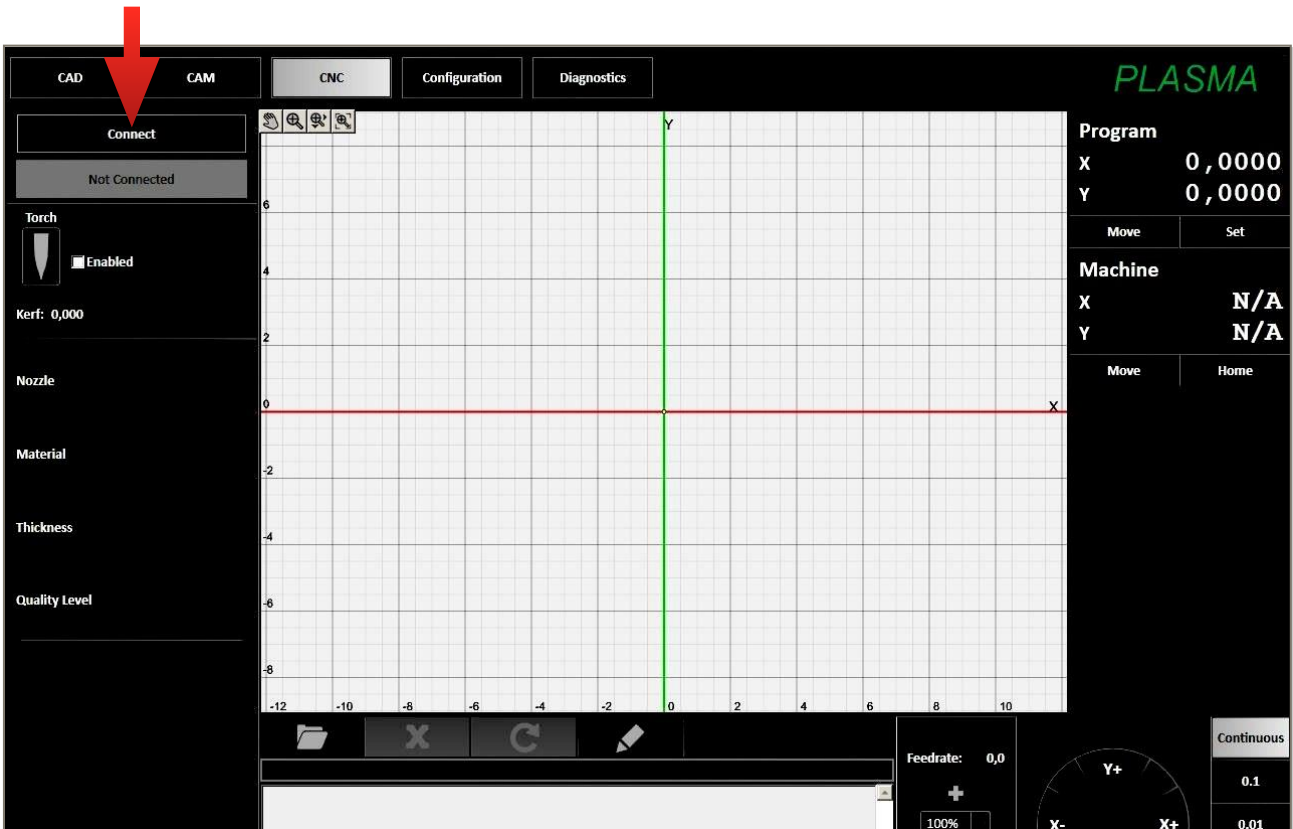 CAD CAM CNC Configuration Diagnostics PLASMA
Connect
Not Connected
Torch
Enabled
Kerf: 0,000
Nozzle
Material
Thickness
Quality Level
Y
6
4
2
0
X
-2
-4
-6
-8
-12 -10 -8 -6 -4 -2 0 2 4 6 8 10
Program
X 0,0000
Y 0,0000
Move Set
Machine
X N/A
Y N/A
Move Home
Feedrate: 0,0
100%
Y+
X- X+
Continuous
0.1
0.01